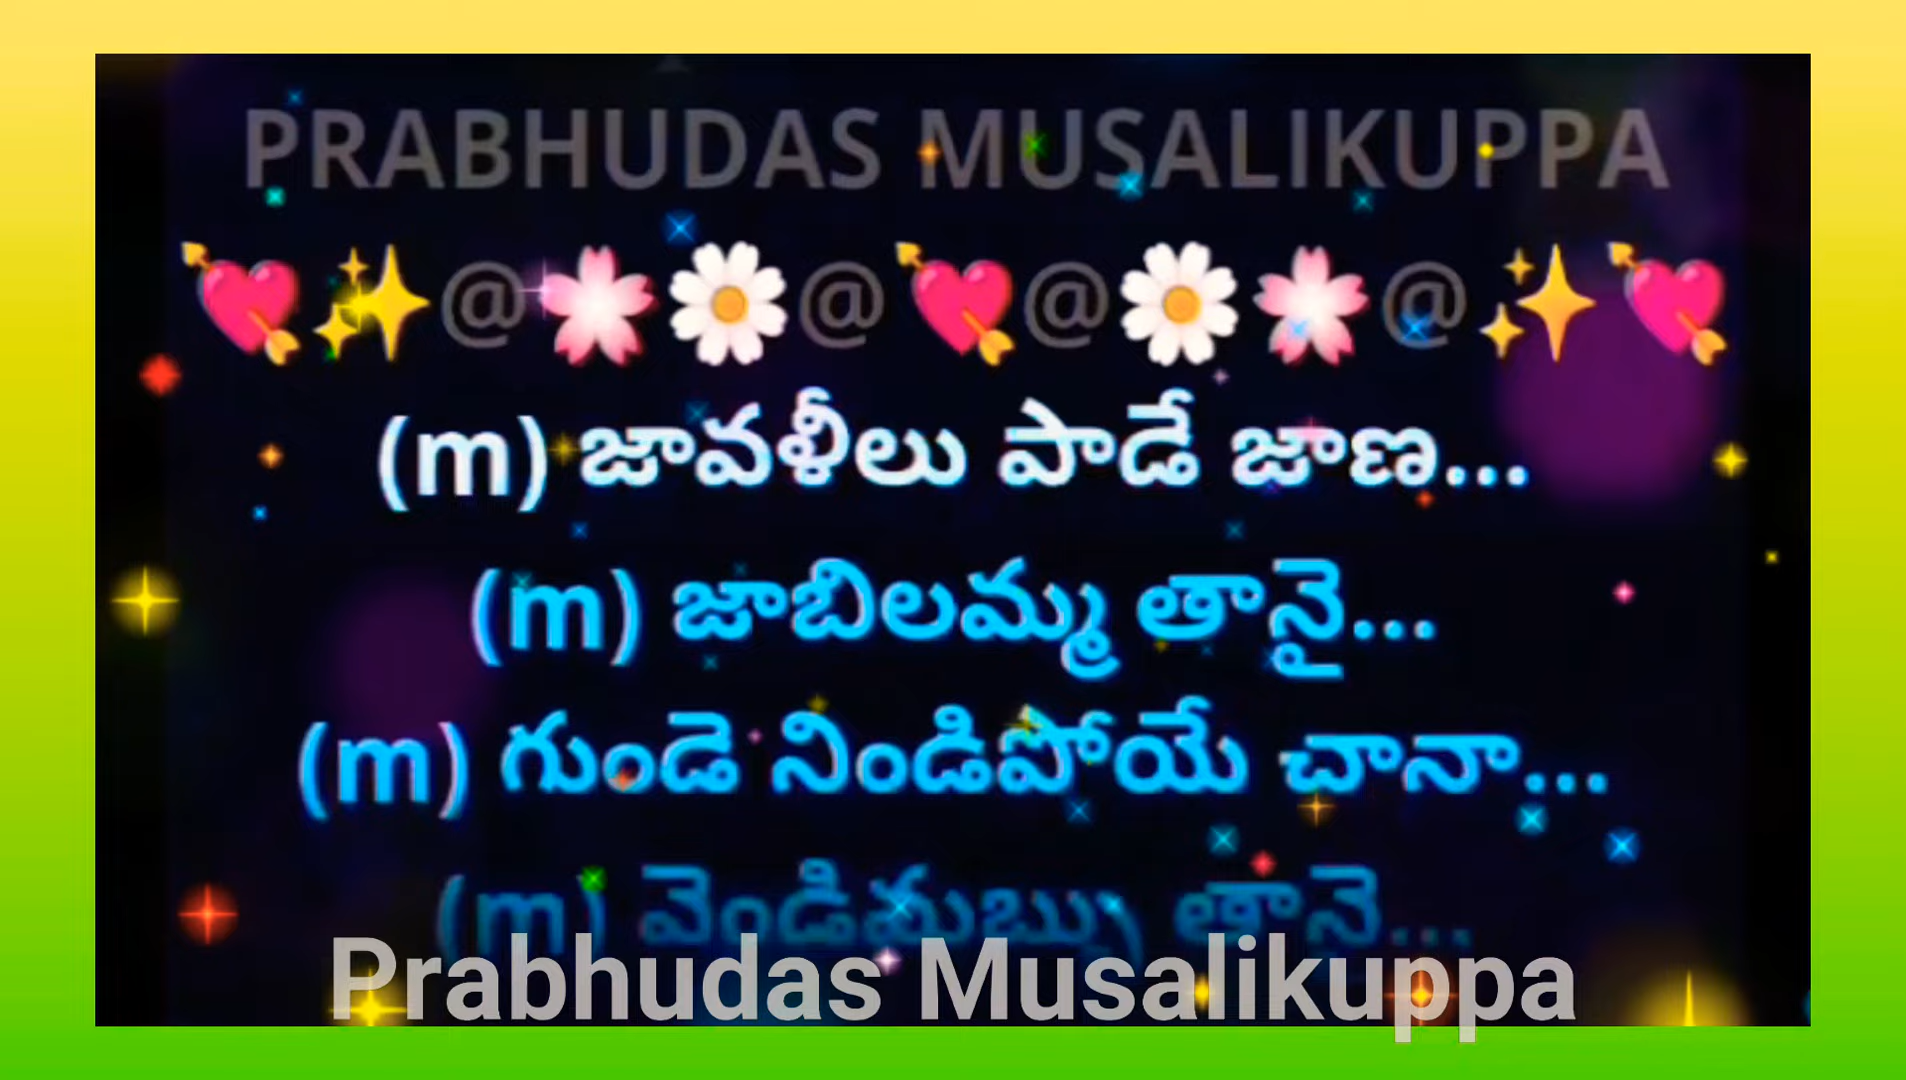 PRABHUDAS MUSALIKUPPA
💘✨@🌸🌼@💘@🌼🌸@✨💘
(m) జావళీలు పాడే జాణ...
(m) జాబిలమ్మ తానై...
(m) గుండె నిండిపోయే చానా...
(m) వెండిమబ్బు తానై...
Prabhudas Musalikuppa